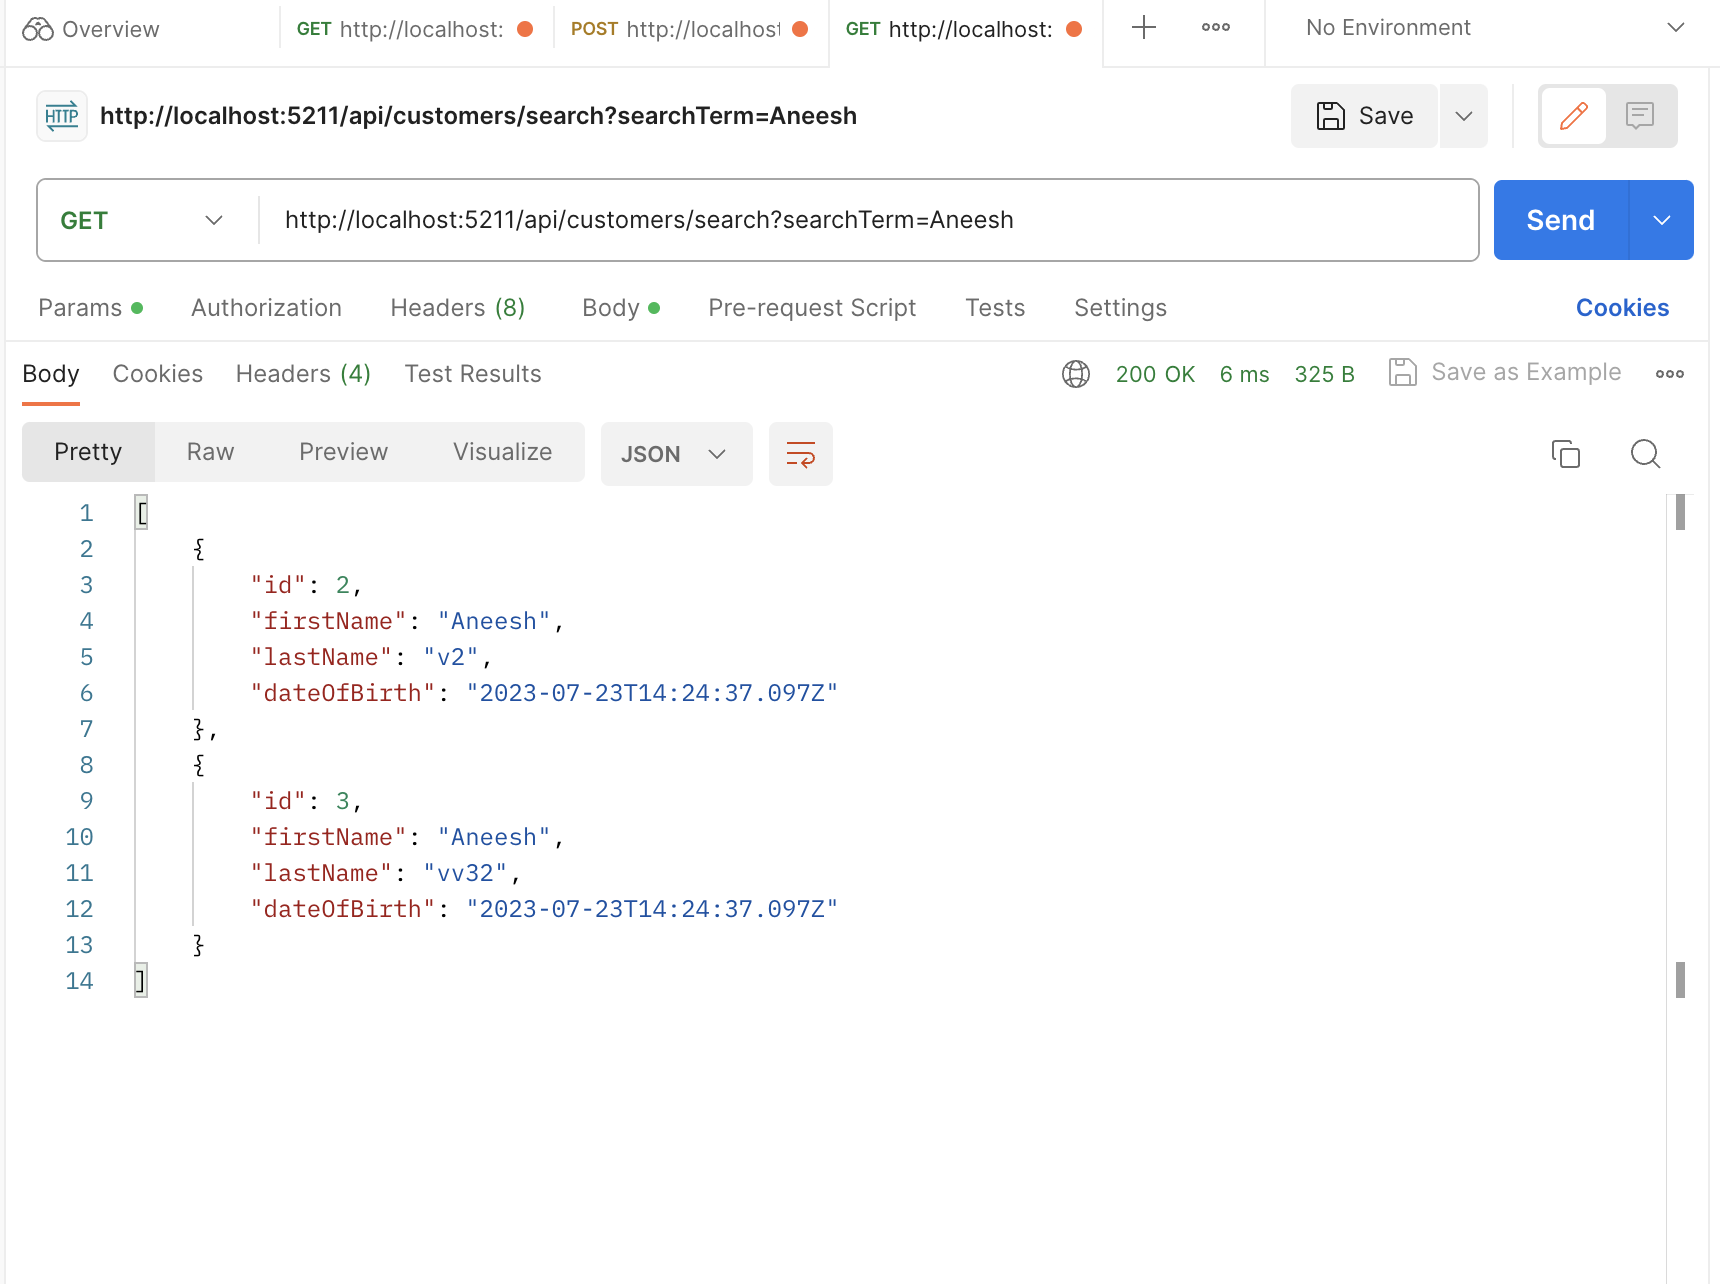 Overview
GET http://localhost:
POST http://localhost
GET http://localhost:
No Environment
HTTP http://localhost:5211/api/customers/search?searchTerm=Aneesh
Save
GET http://localhost:5211/api/customers/search?searchTerm=Aneesh
Send
Params Authorization Headers (8) Body Pre-request Script Tests Settings Cookies
Body Cookies Headers (4) Test Results 200 OK 6 ms 325 B Save as Example
Pretty Raw Preview Visualize JSON
1 [
2 {
3 "id": 2,
4 "firstName": "Aneesh",
5 "lastName": "v2",
6 "dateOfBirth": "2023-07-23T14:24:37.097Z"
7 },
8 {
9 "id": 3,
10 "firstName": "Aneesh",
11 "lastName": "vv32",
12 "dateOfBirth": "2023-07-23T14:24:37.097Z"
13 }
14 ]